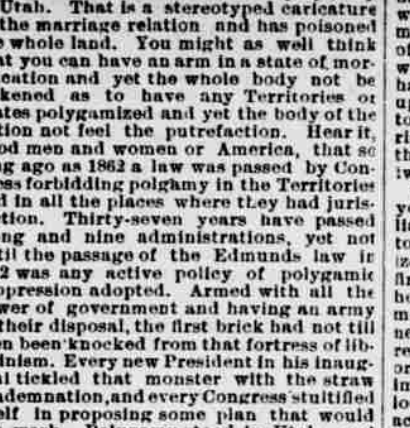 Utah. That is a stereotyped caricature
the marriage relation and has poisoned
whole land. You might as well think
at you can have an arm in a state of mor-
ication and yet the whole body not be
kened as to have any Territories or
ates polygamized and yet the body of the
tion not feel the putrefaction. Hear it,
od men and women or America, that so
ng ago as 1862 a law was passed by Con-
ess forbidding polgamy in the Territories
d in all the places where they had juris-
tion. Thirty-seven years have passed
ng and nine administrations, yet not
til the passage of the Edmunds law in
2 was any active policy of polygamic
ppression adopted. Armed with all the
wer of government and having an army
their disposal, the first brick had not till
en been knocked from that fortress of lib-
inism. Every new President in his inaug-
al tickled that monster with the straw
ndemnation, and every Congress stultified
elf in proposing some plan that would